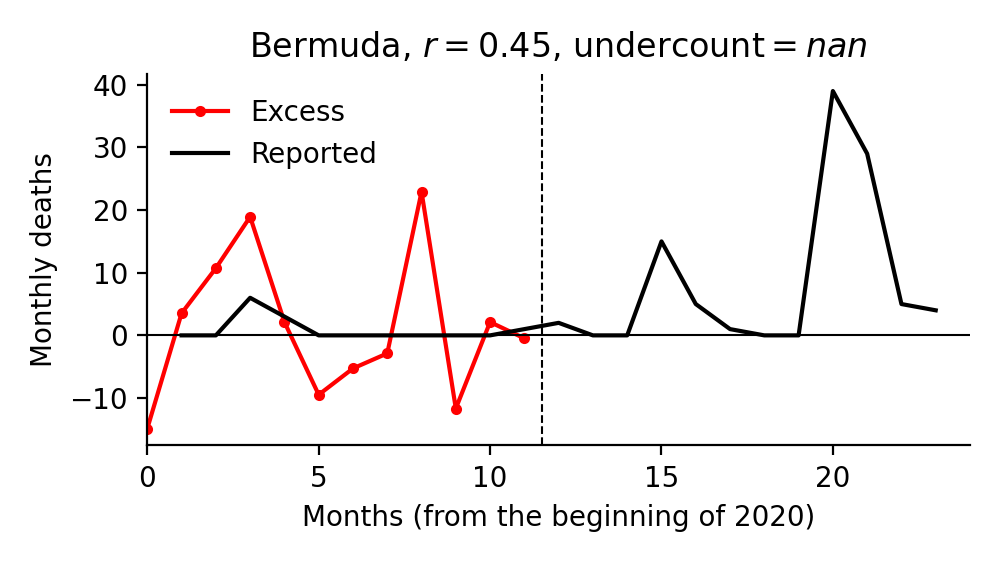 Bermuda, r = 0.45, undercount = nan
Excess
Reported
Monthly deaths
40
30
20
10
0
−10
0 5 10 15 20
Months (from the beginning of 2020)